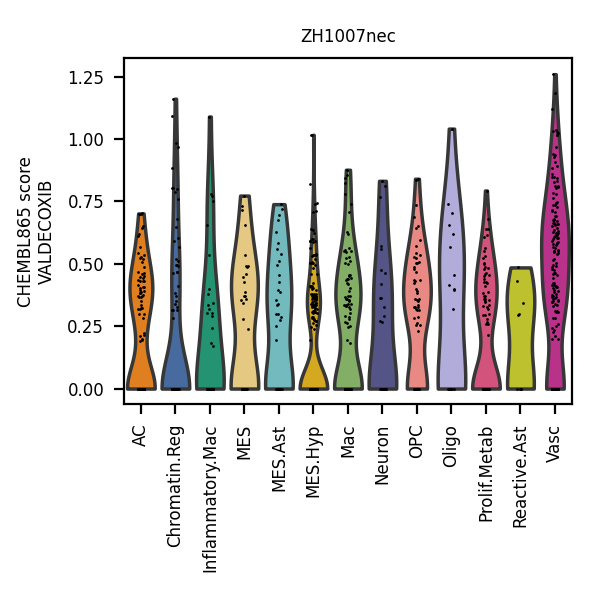 ZH1007nec
CHEMBL865 score
VALDECOXIB
1.25
1.00
0.75
0.50
0.25
0.00
AC
Chromatin.Reg
Inflammatory.Mac
MES
MES.Ast
MES.Hyp
Mac
Neuron
OPC
Oligo
Prolif.Metab
Reactive.Ast
Vasc